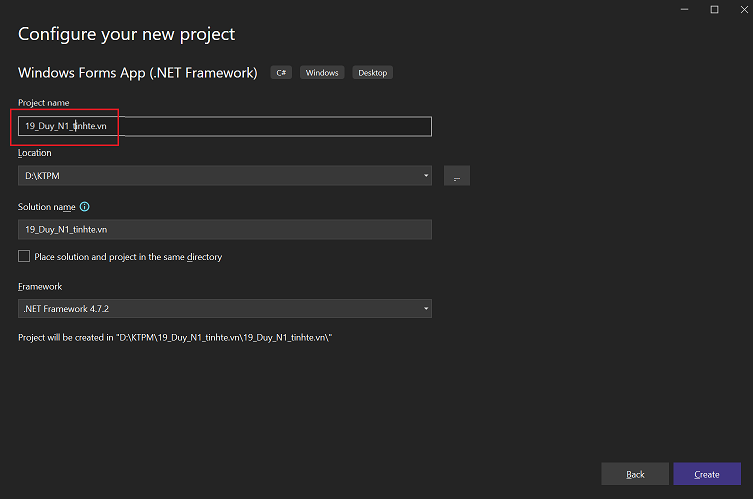 Configure your new project
Windows Forms App (.NET Framework) C# Windows Desktop
Project name
19_Duy_N1_tinhte.vn
Location
D:\KTPM
...
Solution name
19_Duy_N1_tinhte.vn
Place solution and project in the same directory
Framework
.NET Framework 4.7.2
Project will be created in "D:\KTPM\19_Duy_N1_tinhte.vn\19_Duy_N1_tinhte.vn\"
Back Create